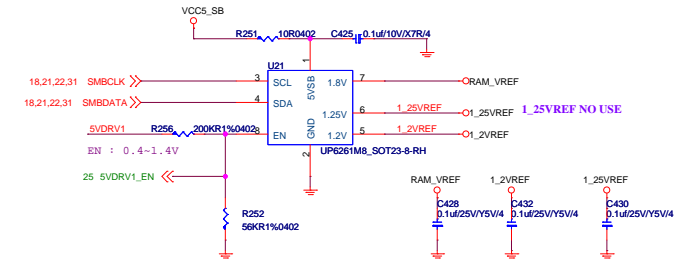 VCC5_SB
R251 10R0402 C425 0.1uf/10V/X7R/4
U21
1
5VSB
18,21,22,31 SMBCLK 3 SCL 1.8V 7 RAM_VREF
18,21,22,31 SMBDATA 4 SDA 1.25V 6 1_25VREF 1_25VREF 1_25VREF NO USE
5VDRV1 R256 200KR1%0402 8 EN GND 1.2V 5 1_2VREF 1_2VREF
2
UP6261M8_SOT23-8-RH
EN : 0.4~1.4V
25 5VDRV1_EN
RAM_VREF 1_2VREF 1_25VREF
R252
56KR1%0402
C428 C432 C430
0.1uf/25V/Y5V/4 0.1uf/25V/Y5V/4 0.1uf/25V/Y5V/4